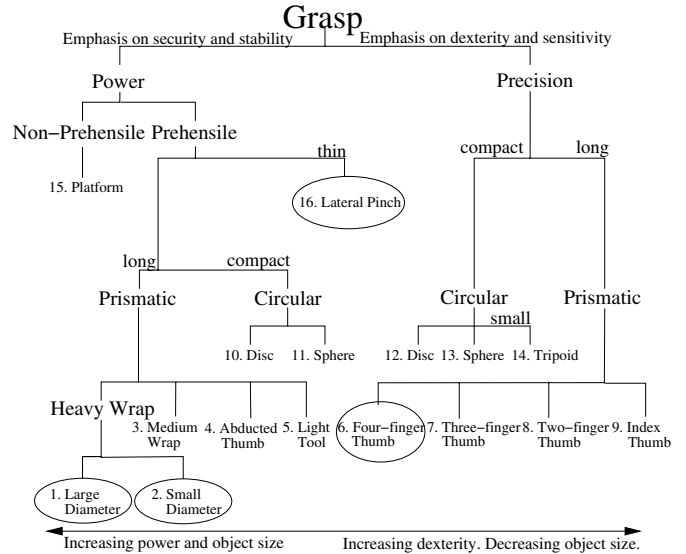 Grasp
Emphasis on security and stability
Emphasis on dexterity and sensitivity
Power
Precision
Non-Prehensile
Prehensile
thin
compact
long
15. Platform
16. Lateral Pinch
long
compact
Prismatic
Circular
Circular
Prismatic
small
10. Disc
11. Sphere
12. Disc
13. Sphere
14. Tripoid
Heavy Wrap
3. Medium
Wrap
4. Abducted
Thumb
5. Light
Tool
6. Four-finger
Thumb
7. Three-finger
Thumb
8. Two-finger
Thumb
9. Index
Thumb
1. Large
Diameter
2. Small
Diameter
Increasing power and object size
Increasing dexterity. Decreasing object size.